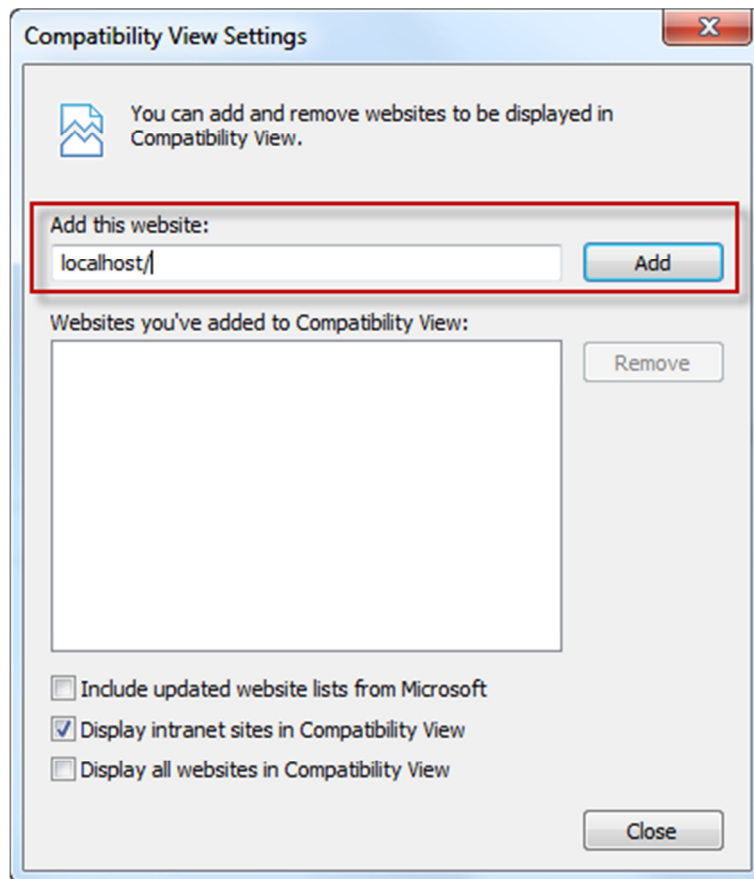 Compatibility View Settings
You can add and remove websites to be displayed in
Compatibility View.
Add this website:
localhost/
Add
Websites you've added to Compatibility View:
Remove
Include updated website lists from Microsoft
Display intranet sites in Compatibility View
Display all websites in Compatibility View
Close